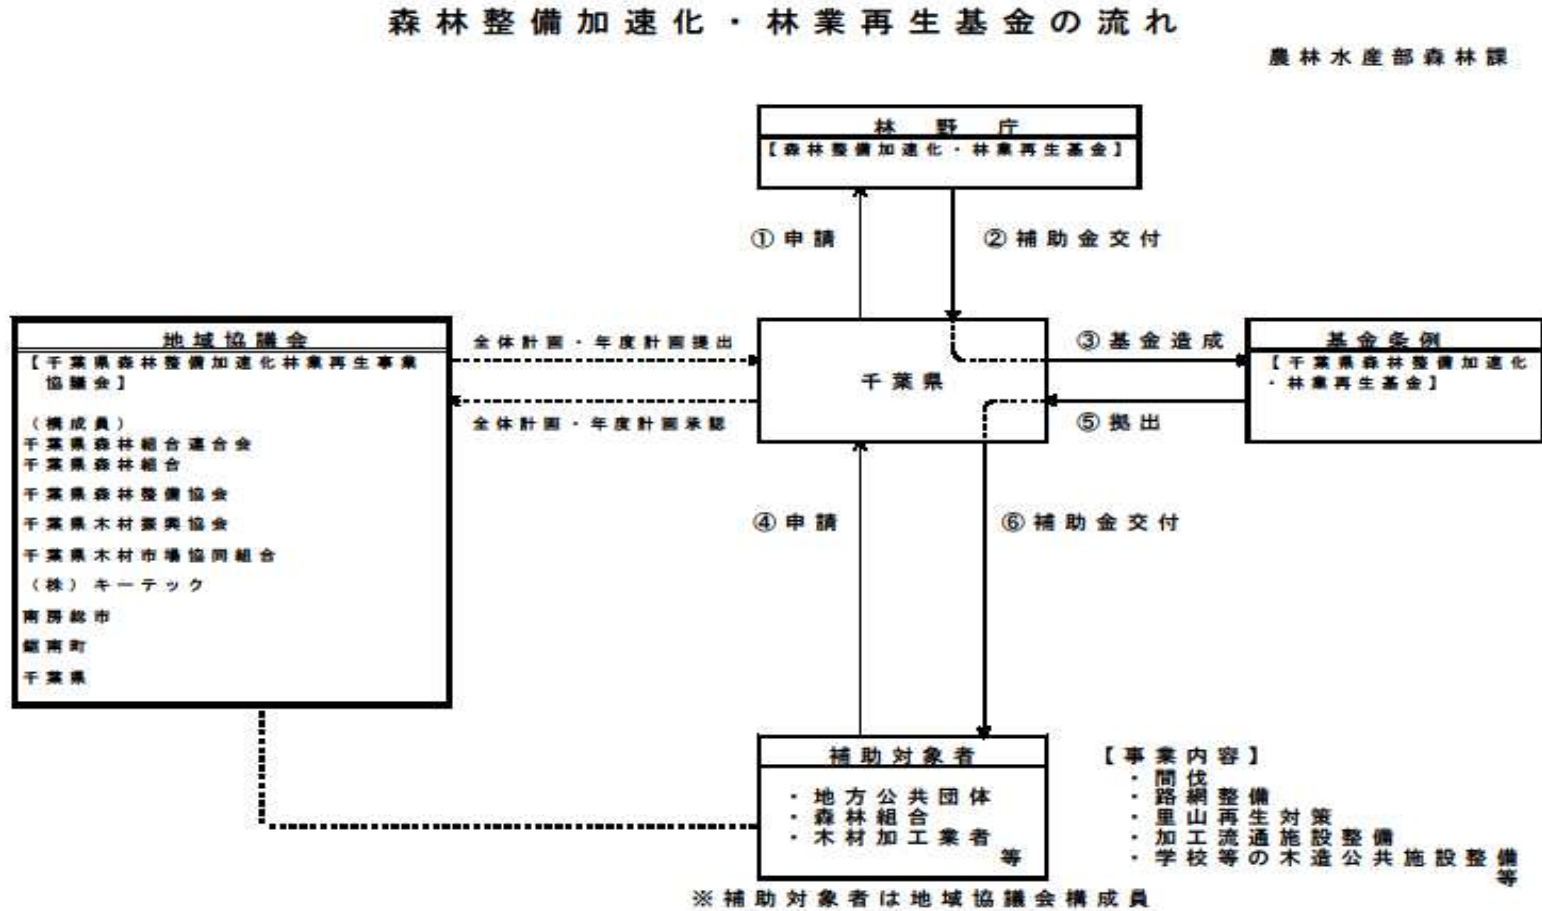 森林整備加速化・林業再生基金の流れ
農林水産部森林課
林野庁
【森林整備加速化・林業再生基金】
①申請
②補助金交付
地域協議会
【千葉県森林整備加速化林業再生事業
協議会】
(構成員)
千葉県森林組合連合会
千葉県森林組合
千葉県森林整備協会
千葉県木材振興協会
千葉県木材市場協同組合
(株)キーテック
南房総市
鋸南町
千葉県
全体計画・年度計画提出
全体計画・年度計画承認
千葉県
③基金造成
⑤拠出
基金条例
【千葉県森林整備加速化
・林業再生基金】
④申請
⑥補助金交付
補助対象者
・地方公共団体
・森林組合
・木材加工業者
等
【事業内容】
・間伐
・路網整備
・里山再生対策
・加工流通施設整備
・学校等の木造公共施設整備
等
※補助対象者は地域協議会構成員